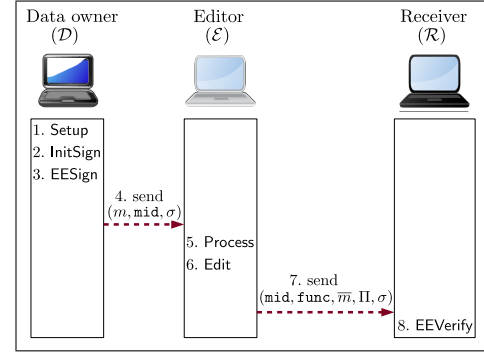 Data owner
(𝒟)
Editor
(ℰ)
Receiver
(ℛ)
1. Setup
2. InitSign
3. EESign
4. send
(m, mid, σ)
5. Process
6. Edit
7. send
(mid, func, m̅, Π, σ)
8. EEVerify